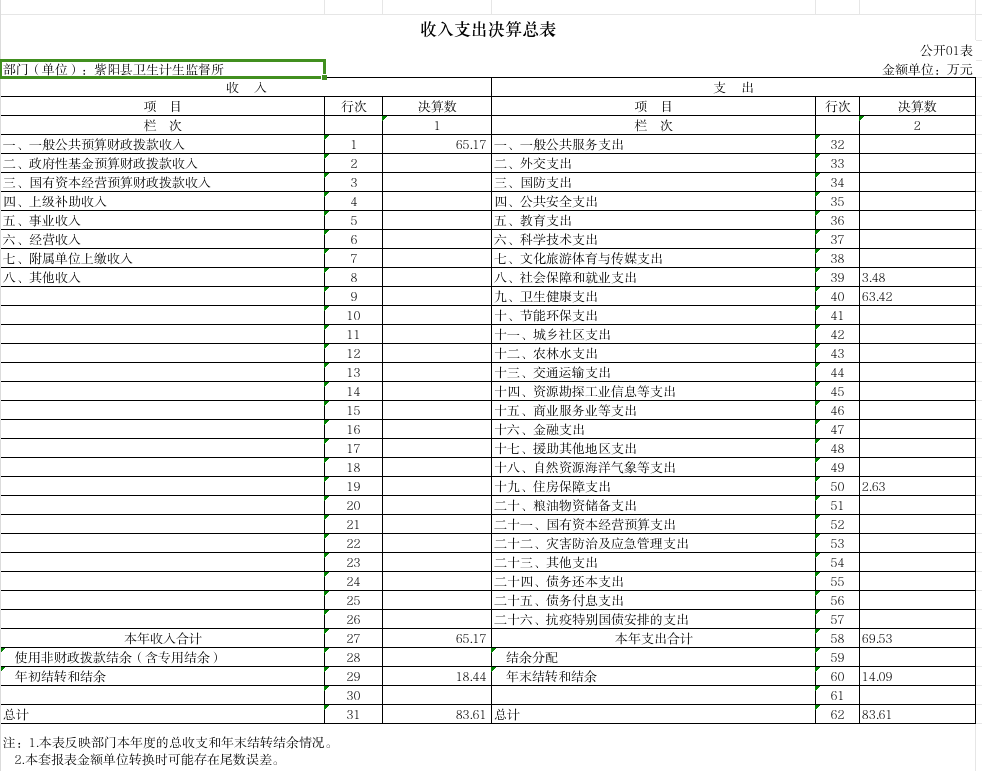 收入支出决算总表
公开01表
部门（单位）：紫阳县卫生计生监督所 金额单位：万元
收 入 支 出
项 目 行次 决算数 项 目 行次 决算数
栏 次 1 栏 次 2
一、一般公共预算财政拨款收入 1 65.17 一、一般公共服务支出 32
二、政府性基金预算财政拨款收入 2 二、外交支出 33
三、国有资本经营预算财政拨款收入 3 三、国防支出 34
四、上级补助收入 4 四、公共安全支出 35
五、事业收入 5 五、教育支出 36
六、经营收入 6 六、科学技术支出 37
七、附属单位上缴收入 7 七、文化旅游体育与传媒支出 38
八、其他收入 8 八、社会保障和就业支出 39 3.48
9 九、卫生健康支出 40 63.42
10 十、节能环保支出 41
11 十一、城乡社区支出 42
12 十二、农林水支出 43
13 十三、交通运输支出 44
14 十四、资源勘探工业信息等支出 45
15 十五、商业服务业等支出 46
16 十六、金融支出 47
17 十七、援助其他地区支出 48
18 十八、自然资源海洋气象等支出 49
19 十九、住房保障支出 50 2.63
20 二十、粮油物资储备支出 51
21 二十一、国有资本经营预算支出 52
22 二十二、灾害防治及应急管理支出 53
23 二十三、其他支出 54
24 二十四、债务还本支出 55
25 二十五、债务付息支出 56
26 二十六、抗疫特别国债安排的支出 57
本年收入合计 27 65.17 本年支出合计 58 69.53
使用非财政拨款结余（含专用结余） 28 结余分配 59
年初结转和结余 29 18.44 年末结转和结余 60 14.09
30 61
总计 31 83.61 总计 62 83.61
注：1.本表反映部门本年度的总收支和年末结转结余情况。
2.本套报表金额单位转换时可能存在尾数误差。